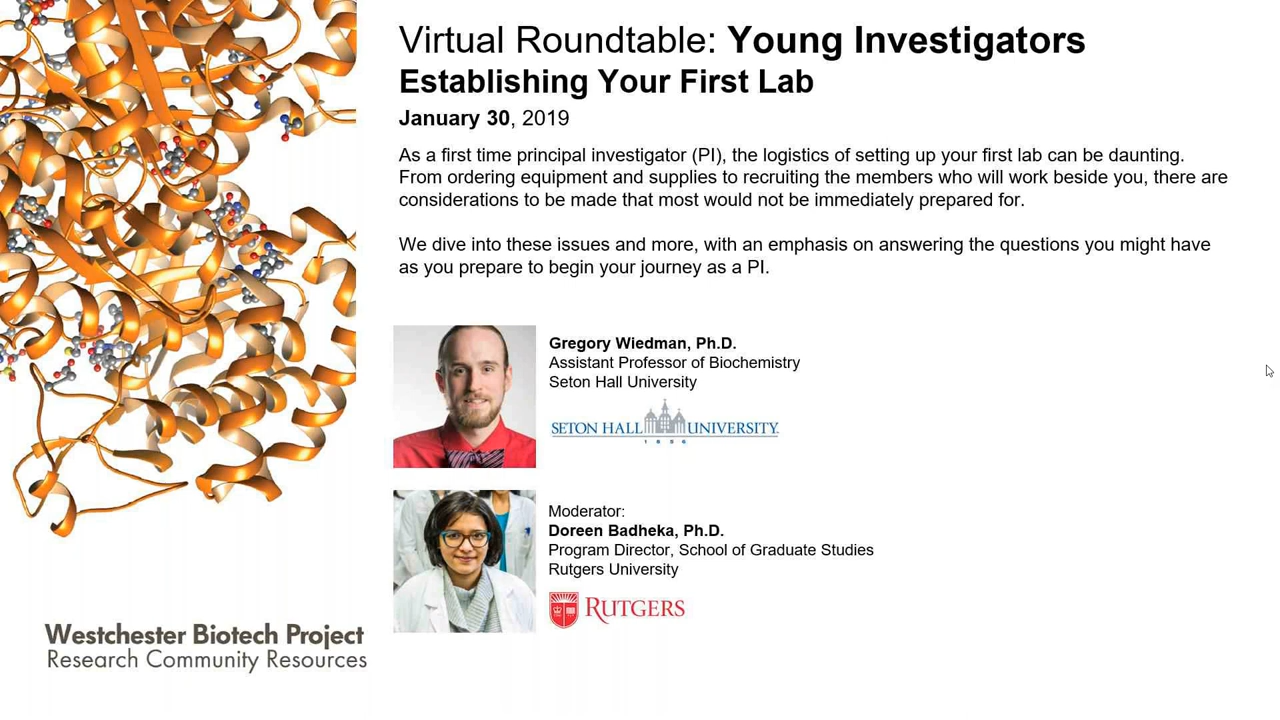 Virtual Roundtable: Young Investigators
Establishing Your First Lab
January 30, 2019
As a first time principal investigator (PI), the logistics of setting up your first lab can be daunting.
From ordering equipment and supplies to recruiting the members who will work beside you, there are
considerations to be made that most would not be immediately prepared for.
We dive into these issues and more, with an emphasis on answering the questions you might have
as you prepare to begin your journey as a PI.
Gregory Wiedman, Ph.D.
Assistant Professor of Biochemistry
Seton Hall University
SETON HALL UNIVERSITY.
1 8 5 6
Moderator:
Doreen Badheka, Ph.D.
Program Director, School of Graduate Studies
Rutgers University
RUTGERS
Westchester Biotech Project
Research Community Resources